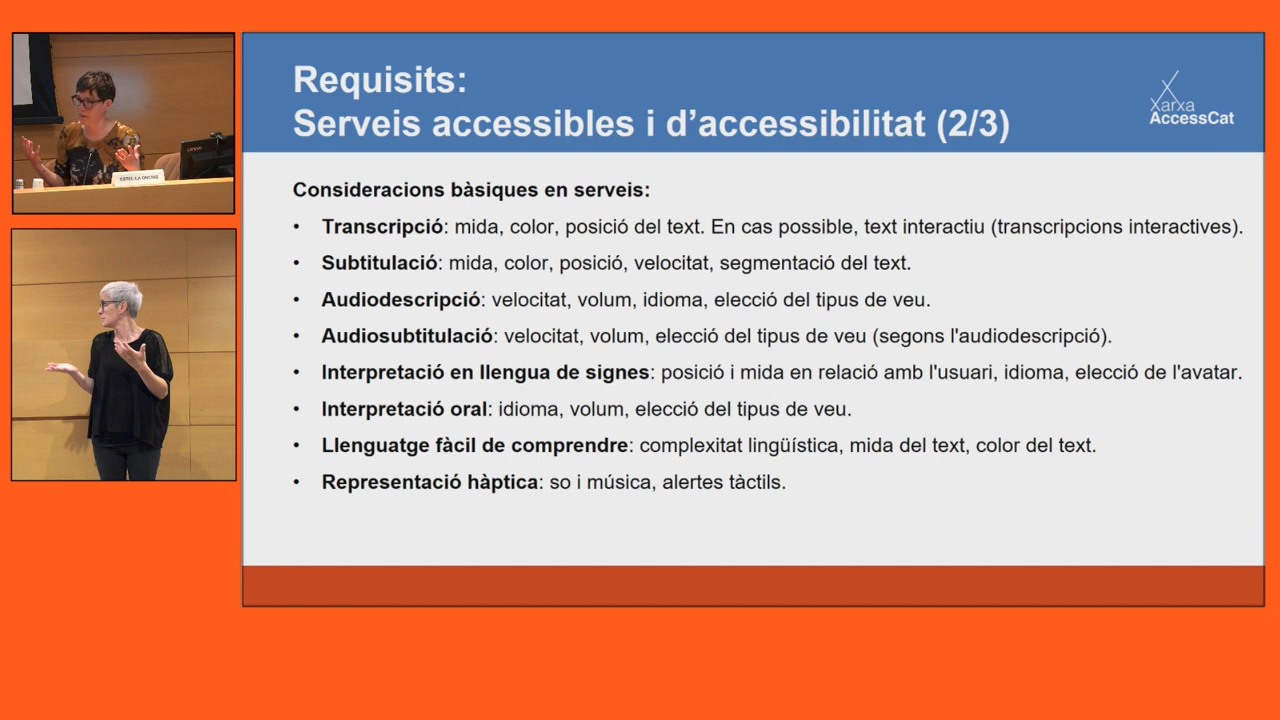 Requisits:
Serveis accessibles i d'accessibilitat (2/3)
Xarxa
AccessCat
Consideracions bàsiques en serveis:
• Transcripció: mida, color, posició del text. En cas possible, text interactiu (transcripcions interactives).
• Subtitulació: mida, color, posició, velocitat, segmentació del text.
• Audiodescripció: velocitat, volum, idioma, elecció del tipus de veu.
• Audiosubtitulació: velocitat, volum, elecció del tipus de veu (segons l'audiodescripció).
• Interpretació en llengua de signes: posició i mida en relació amb l'usuari, idioma, elecció de l'avatar.
• Interpretació oral: idioma, volum, elecció del tipus de veu.
• Llenguatge fàcil de comprendre: complexitat lingüística, mida del text, color del text.
• Representació hàptica: so i música, alertes tàctils.